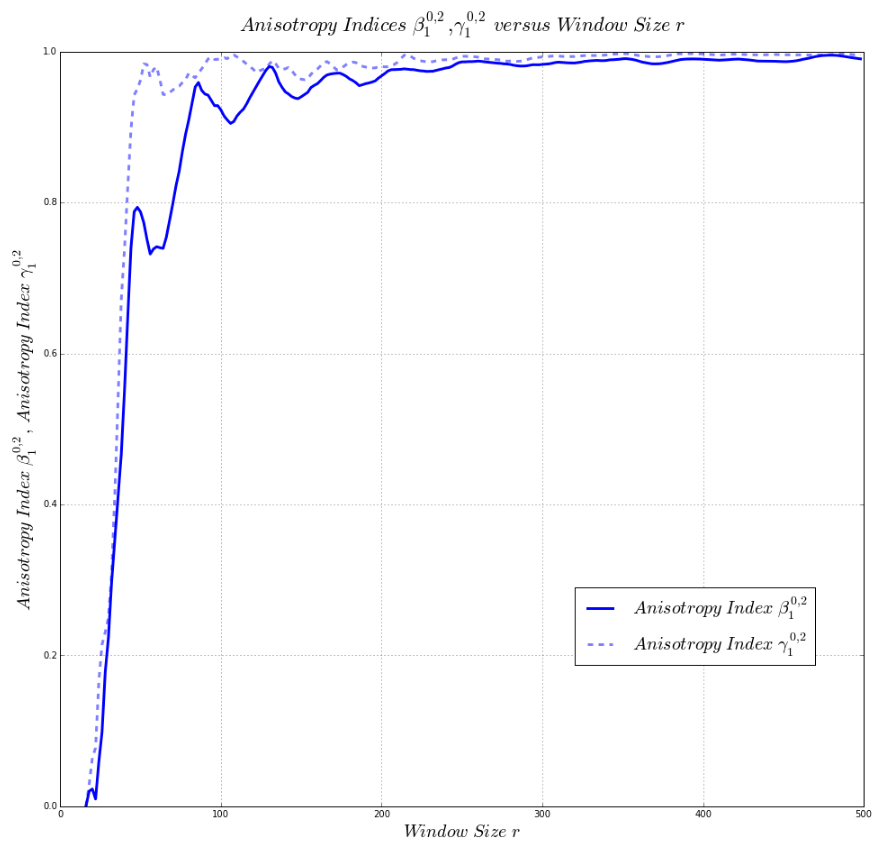 Anisotropy Indices β₁^{0,2} ,γ₁^{0,2} versus Window Size r
1.0
0.8
0.6
0.4
0.2
0.0
Anisotropy Index β₁^{0,2} , Anisotropy Index γ₁^{0,2}
Anisotropy Index β₁^{0,2}
Anisotropy Index γ₁^{0,2}
0 100 200 300 400 500
Window Size r